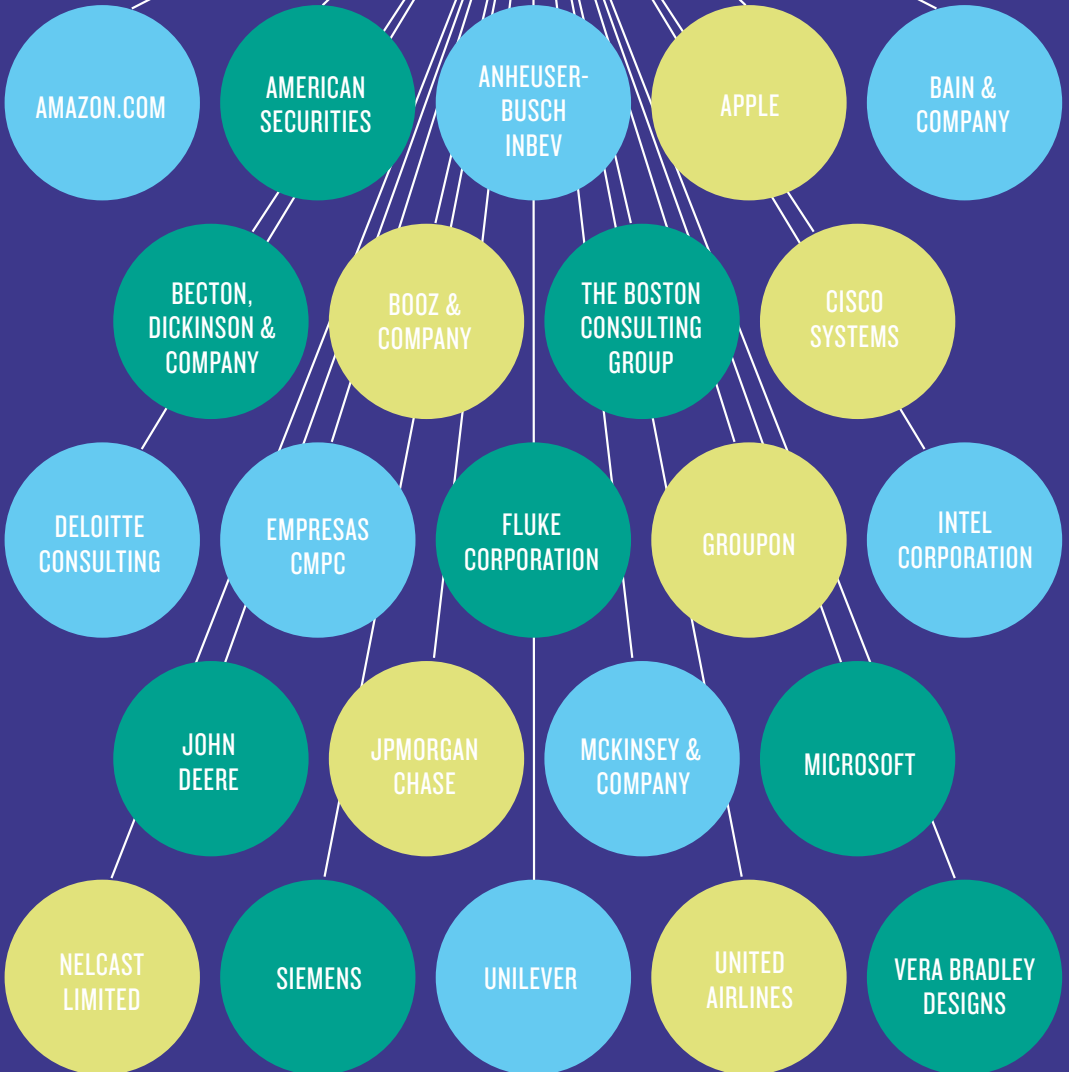 AMAZON.COM
AMERICAN
SECURITIES
ANHEUSER-
BUSCH
INBEV
APPLE
BAIN &
COMPANY
BECTON,
DICKINSON &
COMPANY
BOOZ &
COMPANY
THE BOSTON
CONSULTING
GROUP
CISCO
SYSTEMS
DELOITTE
CONSULTING
EMPRESAS
CMPC
FLUKE
CORPORATION
GROUPON
INTEL
CORPORATION
JOHN
DEERE
JPMORGAN
CHASE
MCKINSEY &
COMPANY
MICROSOFT
NELCAST
LIMITED
SIEMENS
UNILEVER
UNITED
AIRLINES
VERA BRADLEY
DESIGNS